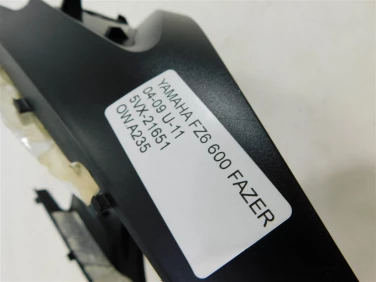 YAMAHA FZ6 600 FAZER
04-09 U-11
5VX-21651
OW A235